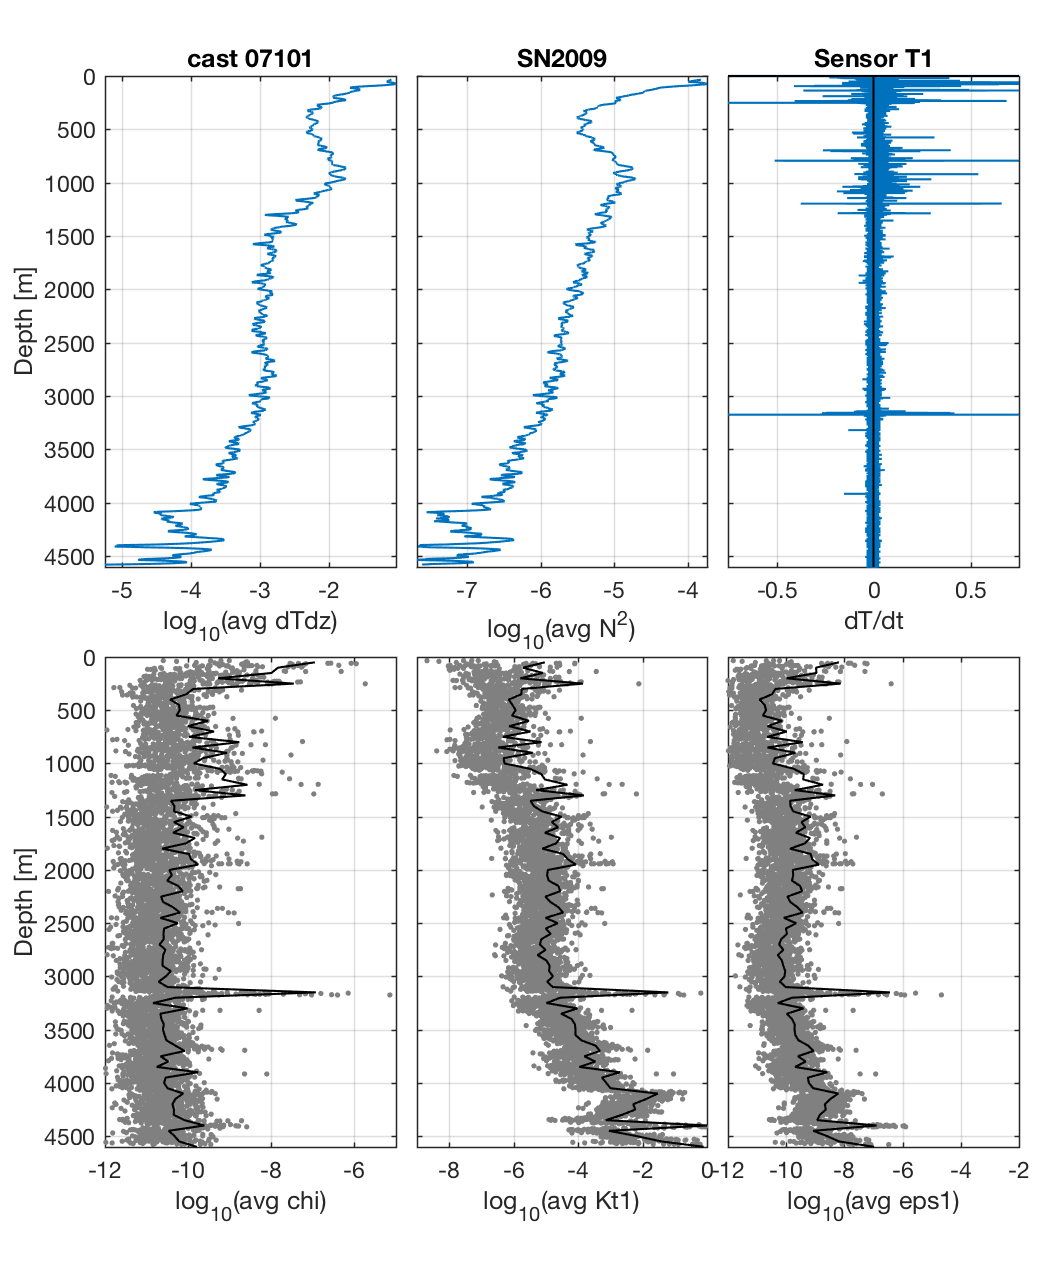 cast 07101 SN2009 Sensor T1
0
500
1000
1500
2000
2500
3000
3500
4000
4500
Depth [m]
-5 -4 -3 -2 -7 -6 -5 -4 -0.5 0 0.5
log10(avg dTdz) log10(avg N2) dT/dt
0
500
1000
1500
2000
2500
3000
3500
4000
4500
Depth [m]
-12 -10 -8 -6 -8 -6 -4 -2 0 -12 -10 -8 -6 -4 -2
log10(avg chi) log10(avg Kt1) log10(avg eps1)